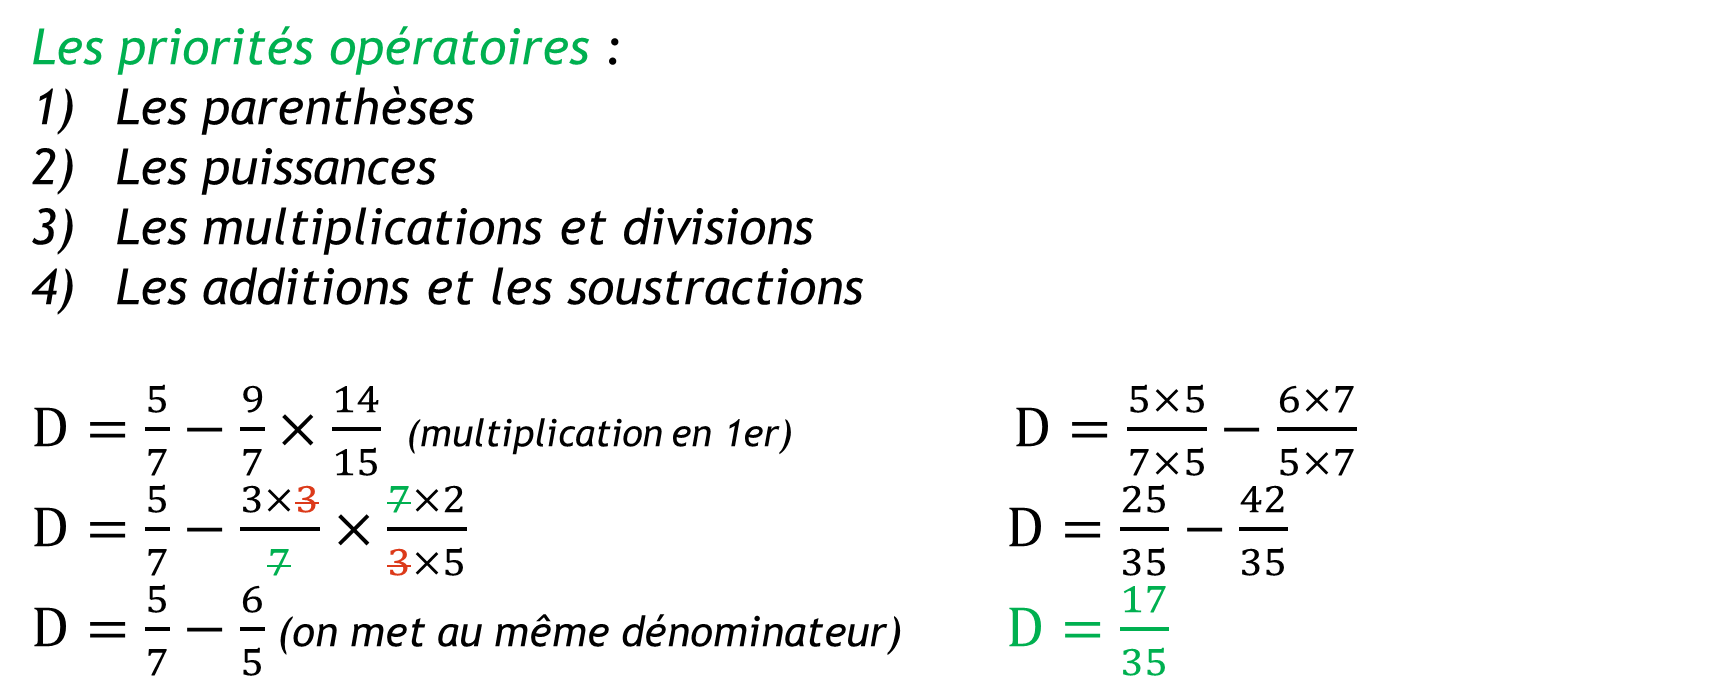 Les priorités opératoires :
1) Les parenthèses
2) Les puissances
3) Les multiplications et divisions
4) Les additions et les soustractions
D = 5/7 − 9/7 × 14/15 (multiplication en 1er)
D = 5/7 − 3×3/7 × 7×2/3×5
D = 5/7 − 6/5 (on met au même dénominateur)
D = 5×5/7×5 − 6×7/5×7
D = 25/35 − 42/35
D = 17/35